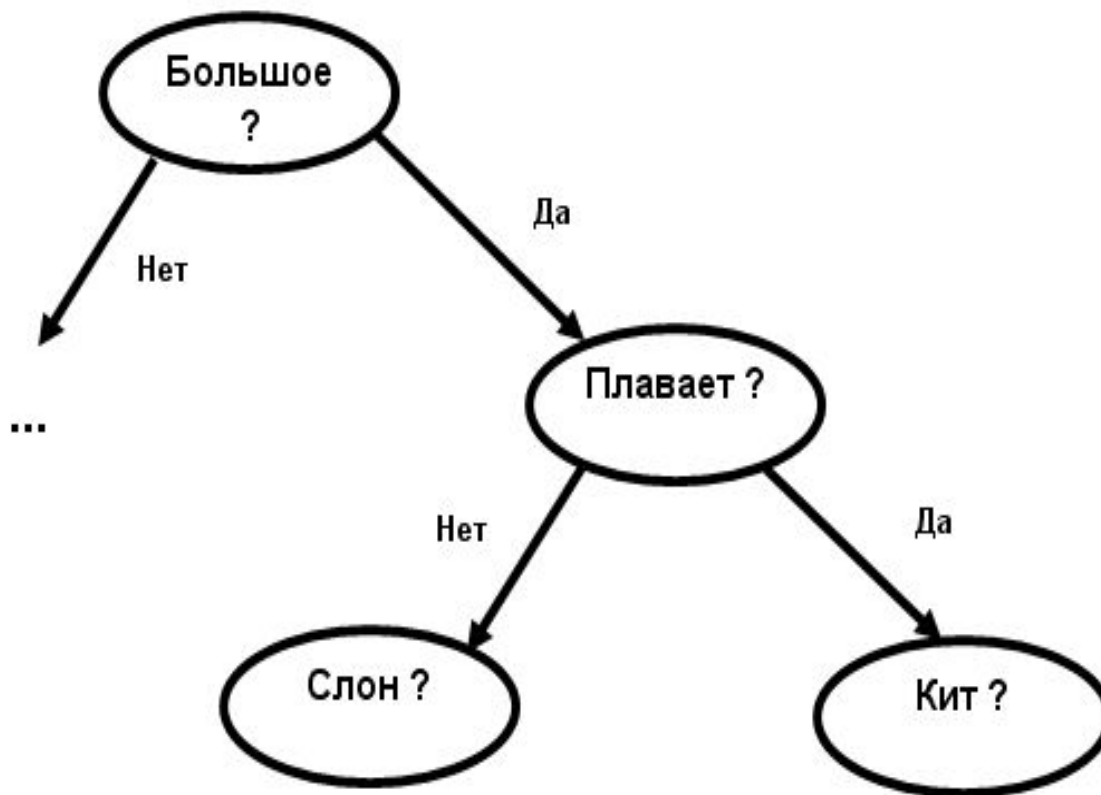 Большое
?
Да
Нет
Плавает ?
...
Нет
Да
Слон ?
Кит ?